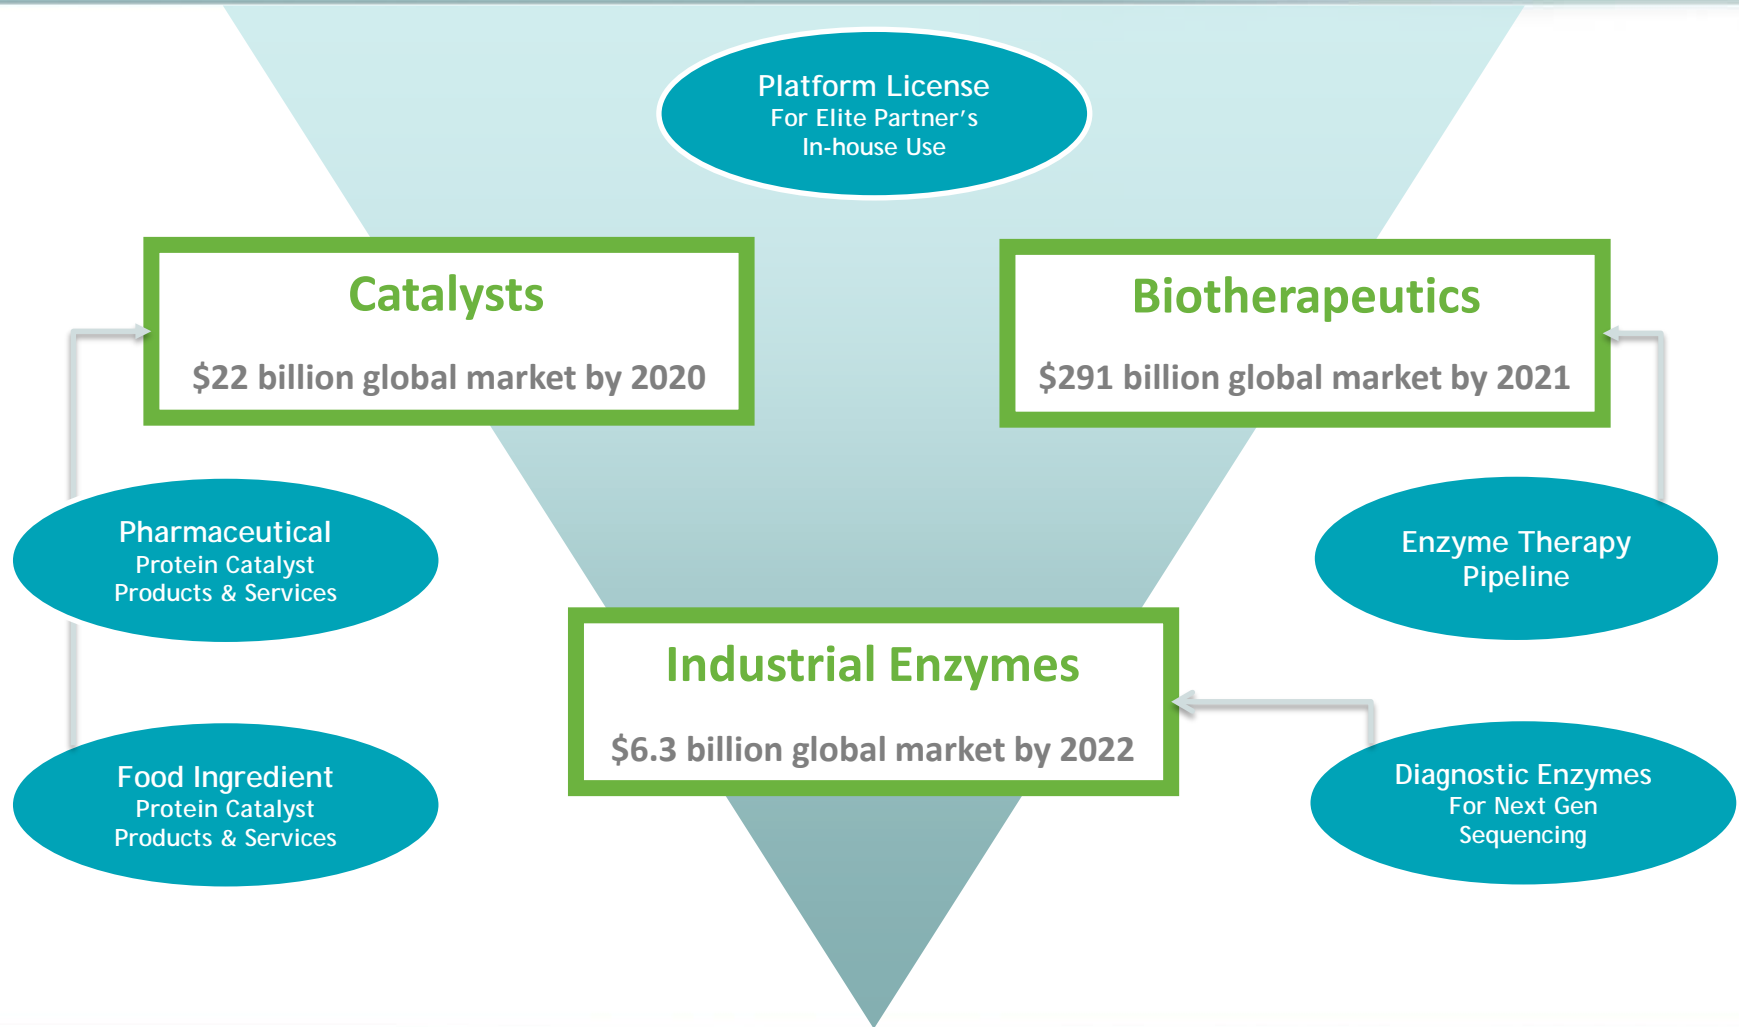 Platform License
For Elite Partner's
In-house Use
Catalysts
$22 billion global market by 2020
Biotherapeutics
$291 billion global market by 2021
Pharmaceutical
Protein Catalyst
Products & Services
Enzyme Therapy
Pipeline
Industrial Enzymes
$6.3 billion global market by 2022
Food Ingredient
Protein Catalyst
Products & Services
Diagnostic Enzymes
For Next Gen
Sequencing